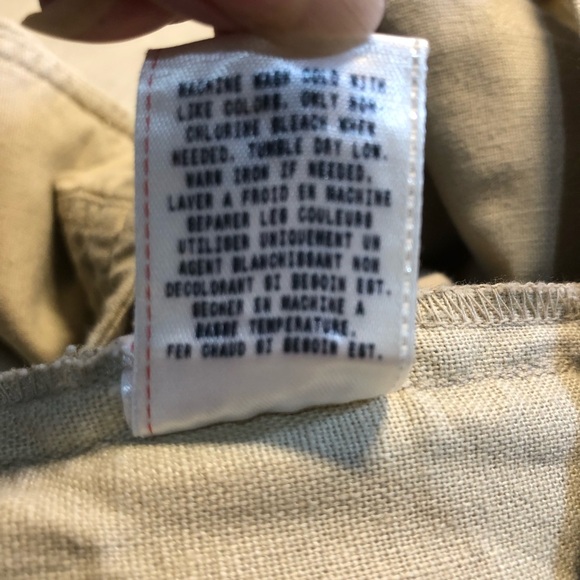 MACHINE WASH COLD WITH
LIKE COLORS. ONLY NON-
CHLORINE BLEACH WHEN
NEEDED. TUMBLE DRY LOW.
WARM IRON IF NEEDED.
LAVER A FROID EN MACHINE
SEPARER LES COULEURS
UTILISER UNIQUEMENT UN
AGENT BLANCHISSANT NON
DECOLORANT SI BESOIN EST.
SECHER EN MACHINE A
BASSE TEMPERATURE.
FER CHAUD SI BESOIN EST.